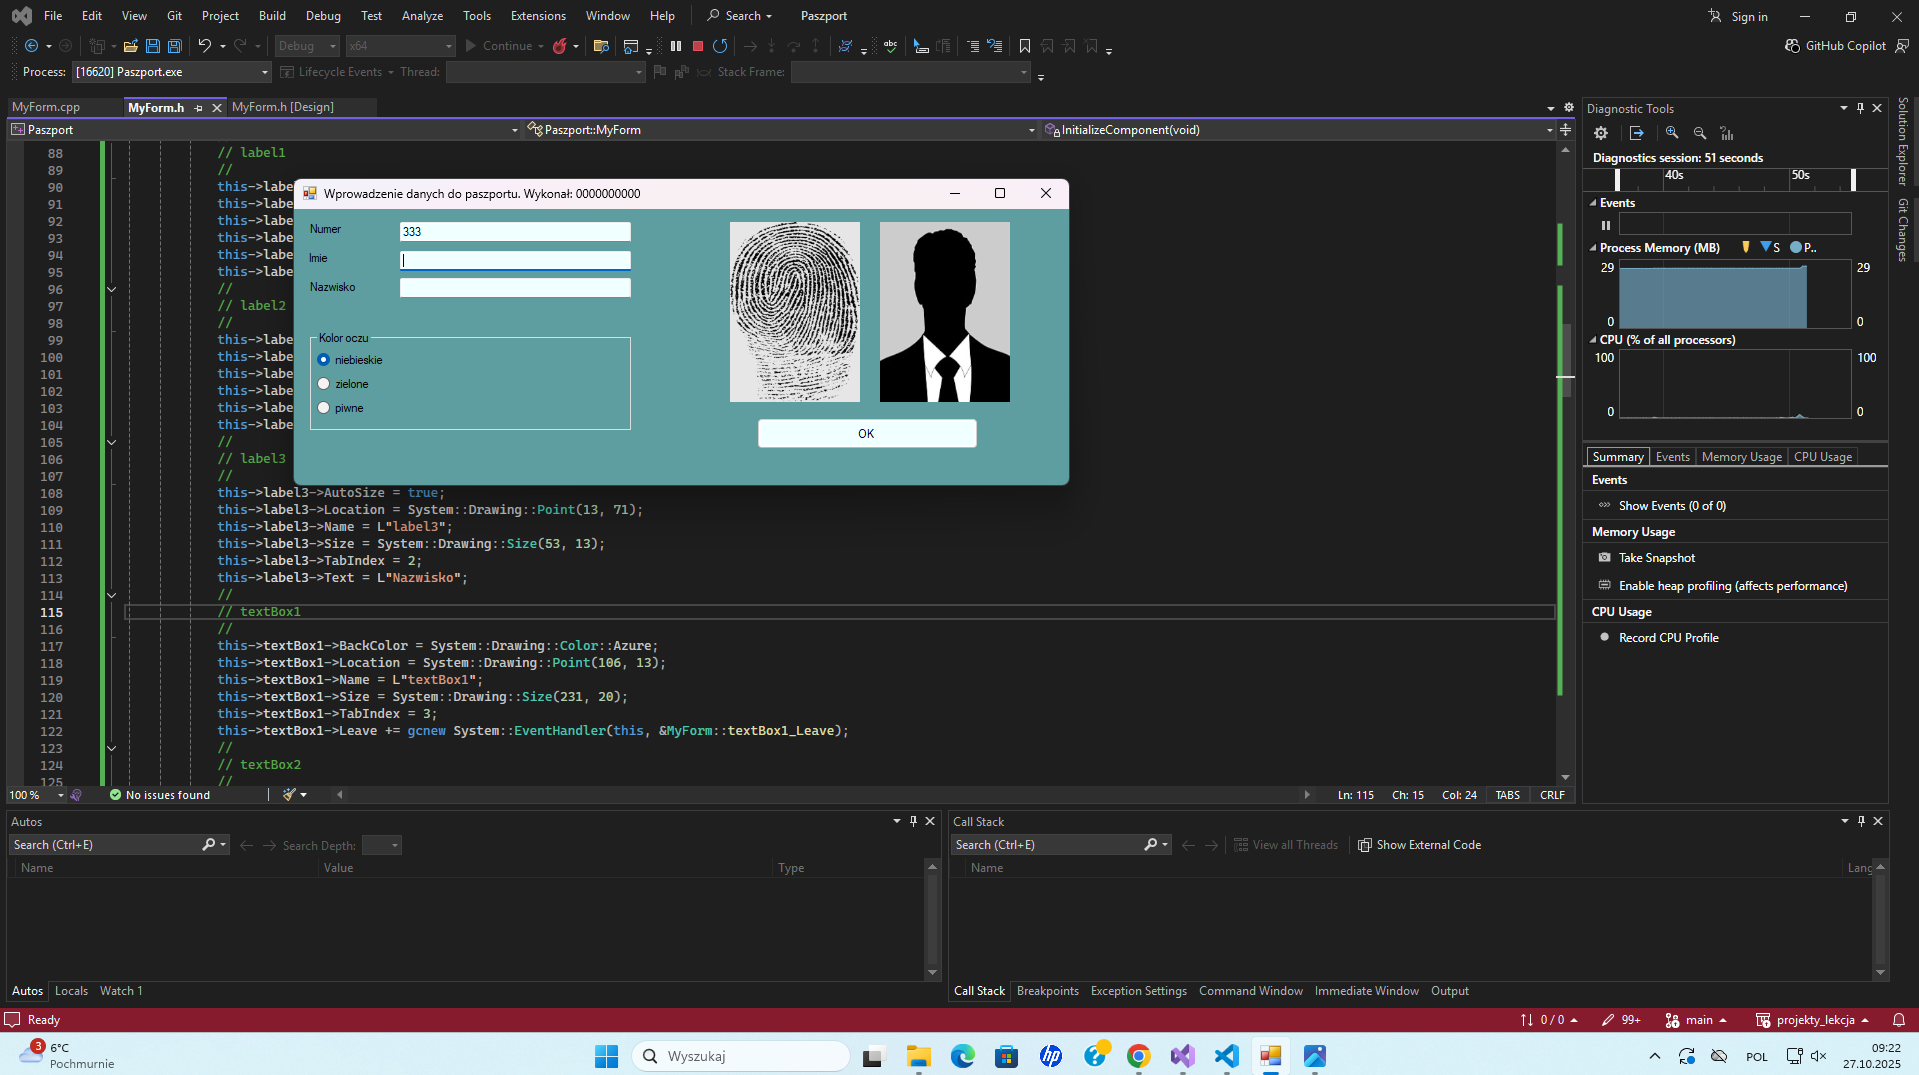 File Edit View Git Project Build Debug Test Analyze Tools Extensions Window Help Search Paszport Sign in
Debug x64 Continue GitHub Copilot
Process: [16620] Paszport.exe Lifecycle Events Thread: Stack Frame:
MyForm.cpp MyForm.h MyForm.h [Design]
Paszport Paszport::MyForm InitializeComponent(void)
88 // label1
89 //
90 this->labe
91 this->labe
92 this->labe
93 this->labe
94 this->labe
95 this->labe
96 //
97 // label2
98 //
99 this->labe
100 this->labe
101 this->labe
102 this->labe
103 this->labe
104 this->labe
105 //
106 // label3
107 //
108 this->label3->AutoSize = true;
109 this->label3->Location = System::Drawing::Point(13, 71);
110 this->label3->Name = L"label3";
111 this->label3->Size = System::Drawing::Size(53, 13);
112 this->label3->TabIndex = 2;
113 this->label3->Text = L"Nazwisko";
114 //
115 // textBox1
116 //
117 this->textBox1->BackColor = System::Drawing::Color::Azure;
118 this->textBox1->Location = System::Drawing::Point(106, 13);
119 this->textBox1->Name = L"textBox1";
120 this->textBox1->Size = System::Drawing::Size(231, 20);
121 this->textBox1->TabIndex = 3;
122 this->textBox1->Leave += gcnew System::EventHandler(this, &MyForm::textBox1_Leave);
123 //
124 // textBox2
125 //
Wprowadzenie danych do paszportu. Wykonał: 0000000000
Numer 333
Imie
Nazwisko
Kolor oczu
niebieskie
zielone
piwne
OK
100 % No issues found Ln: 115 Ch: 15 Col: 24 TABS CRLF
Diagnostic Tools
Diagnostics session: 51 seconds
40s 50s
Events
Process Memory (MB) S P..
29 29
0 0
CPU (% of all processors)
100 100
0 0
Summary Events Memory Usage CPU Usage
Events
Show Events (0 of 0)
Memory Usage
Take Snapshot
Enable heap profiling (affects performance)
CPU Usage
Record CPU Profile
Solution Explorer
Git Changes
Autos
Search (Ctrl+E) Search Depth:
Name Value Type
Autos Locals Watch 1
Call Stack
Search (Ctrl+E) View all Threads Show External Code
Name Lang
Call Stack Breakpoints Exception Settings Command Window Immediate Window Output
Ready 0 / 0 99+ main projekty_lekcja
3 6°C
Pochmurnie
Wyszukaj
hp
POL
09:22
27.10.2025